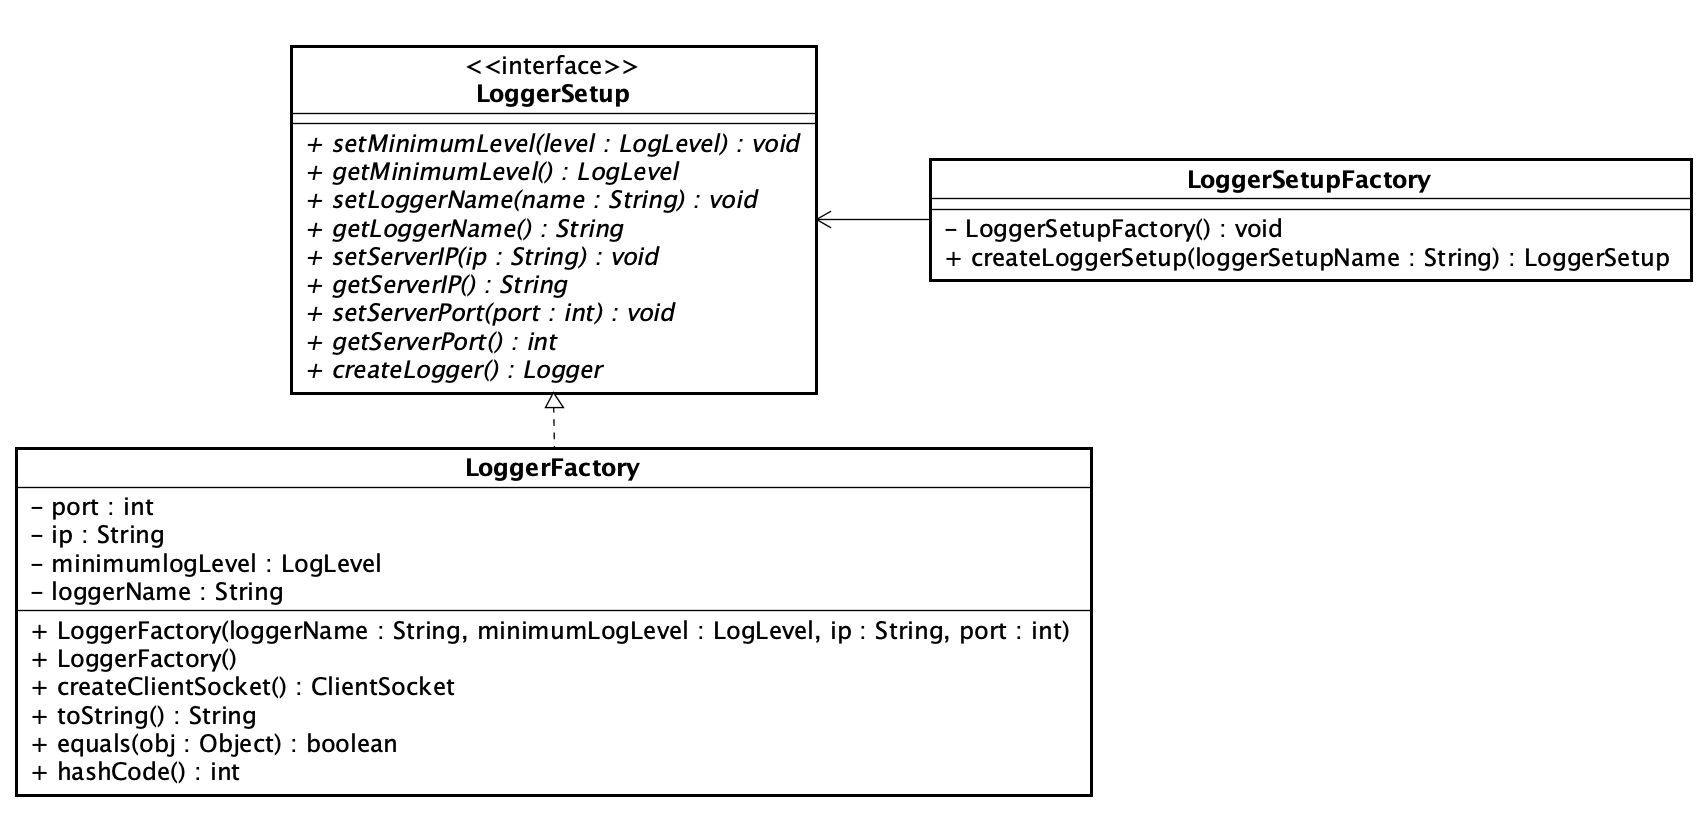 <<interface>>
LoggerSetup
+ setMinimumLevel(level : LogLevel) : void
+ getMinimumLevel() : LogLevel
+ setLoggerName(name : String) : void
+ getLoggerName() : String
+ setServerIP(ip : String) : void
+ getServerIP() : String
+ setServerPort(port : int) : void
+ getServerPort() : int
+ createLogger() : Logger
LoggerSetupFactory
- LoggerSetupFactory() : void
+ createLoggerSetup(loggerSetupName : String) : LoggerSetup
LoggerFactory
- port : int
- ip : String
- minimumlogLevel : LogLevel
- loggerName : String
+ LoggerFactory(loggerName : String, minimumLogLevel : LogLevel, ip : String, port : int)
+ LoggerFactory()
+ createClientSocket() : ClientSocket
+ toString() : String
+ equals(obj : Object) : boolean
+ hashCode() : int